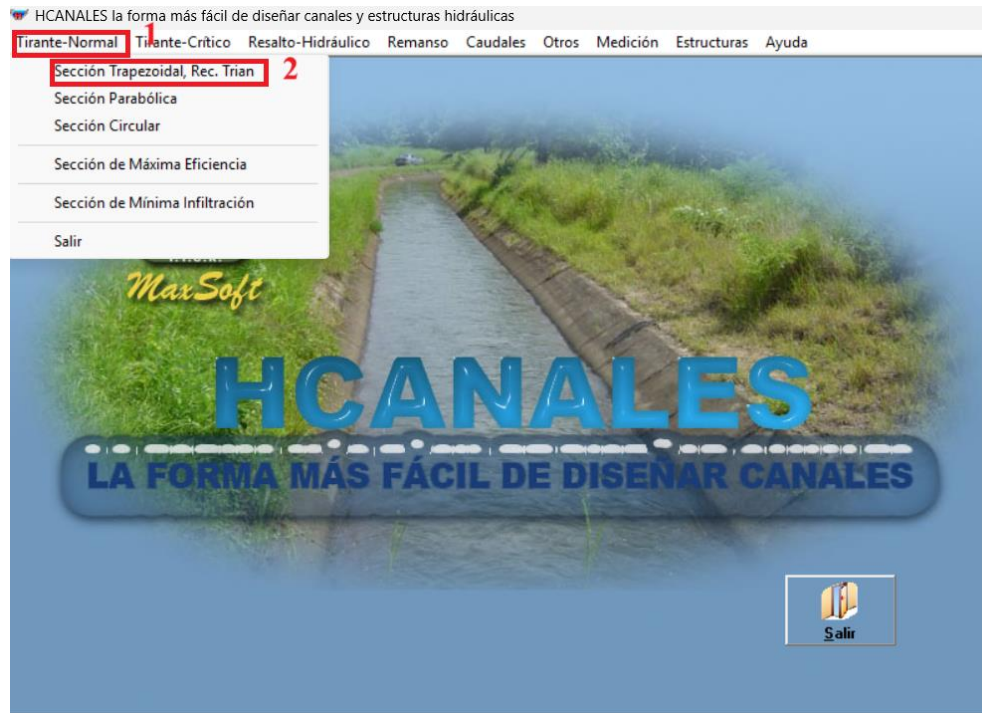 HCANALES la forma más fácil de diseñar canales y estructuras hidráulicas
1
Tirante-Normal Tirante-Crítico Resalto-Hidráulico Remanso Caudales Otros Medición Estructuras Ayuda
Sección Trapezoidal, Rec. Trian 2
Sección Parabólica
Sección Circular
Sección de Máxima Eficiencia
Sección de Mínima Infiltración
Salir
MaxSoft
HCANALES
LA FORMA MÁS FÁCIL DE DISEÑAR CANALES
Salir